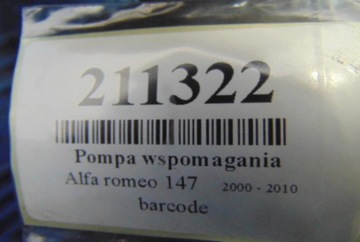 211322
Pompa wspomagania
Alfa romeo 147 2000 - 2010
barcode